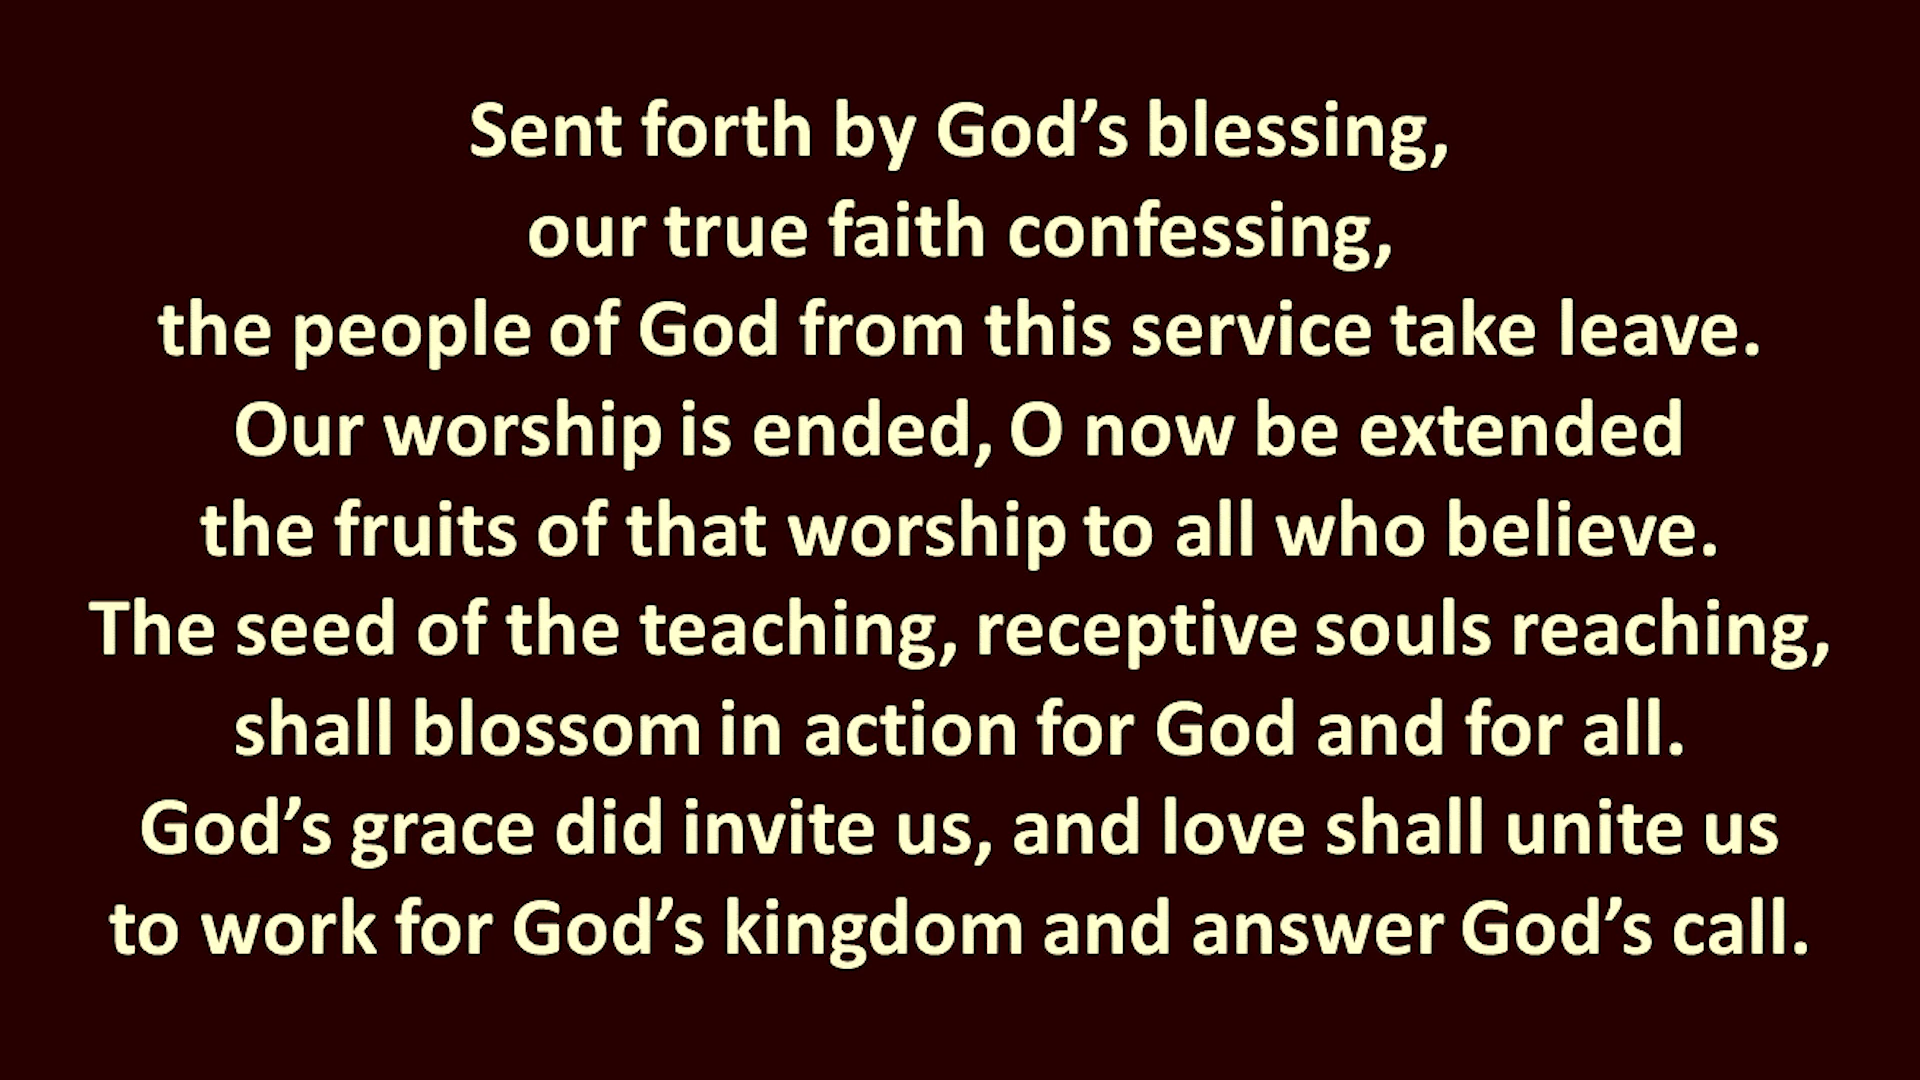 Sent forth by God’s blessing,
our true faith confessing,
the people of God from this service take leave.
Our worship is ended, O now be extended
the fruits of that worship to all who believe.
The seed of the teaching, receptive souls reaching,
shall blossom in action for God and for all.
God’s grace did invite us, and love shall unite us
to work for God’s kingdom and answer God’s call.